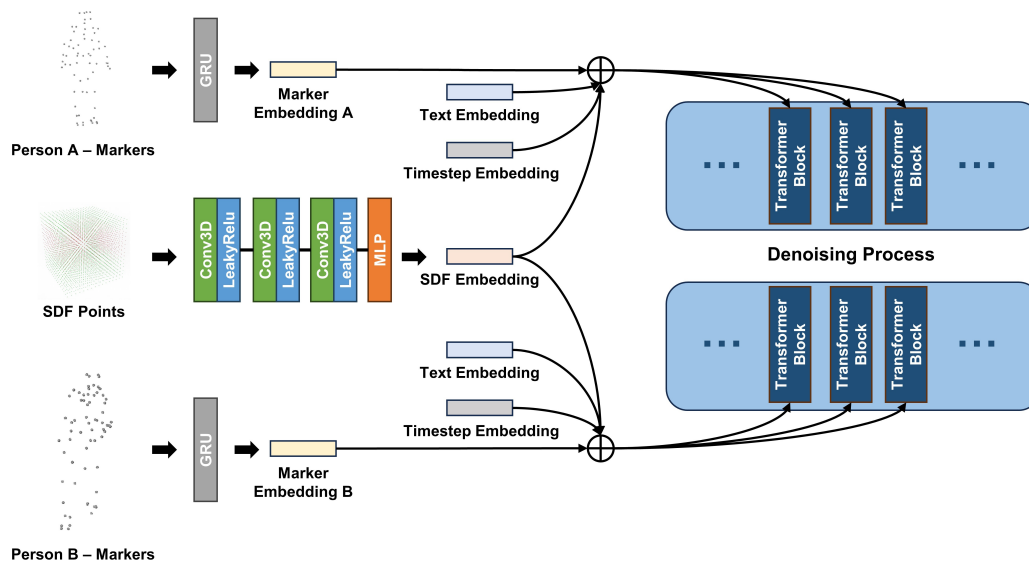 Person A – Markers
GRU
Marker
Embedding A
Text Embedding
Timestep Embedding
Transformer
Block
Transformer
Block
Transformer
Block
Denoising Process
SDF Points
Conv3D
LeakyRelu
Conv3D
LeakyRelu
Conv3D
LeakyRelu
MLP
SDF Embedding
Text Embedding
Timestep Embedding
Transformer
Block
Transformer
Block
Transformer
Block
GRU
Marker
Embedding B
Person B – Markers